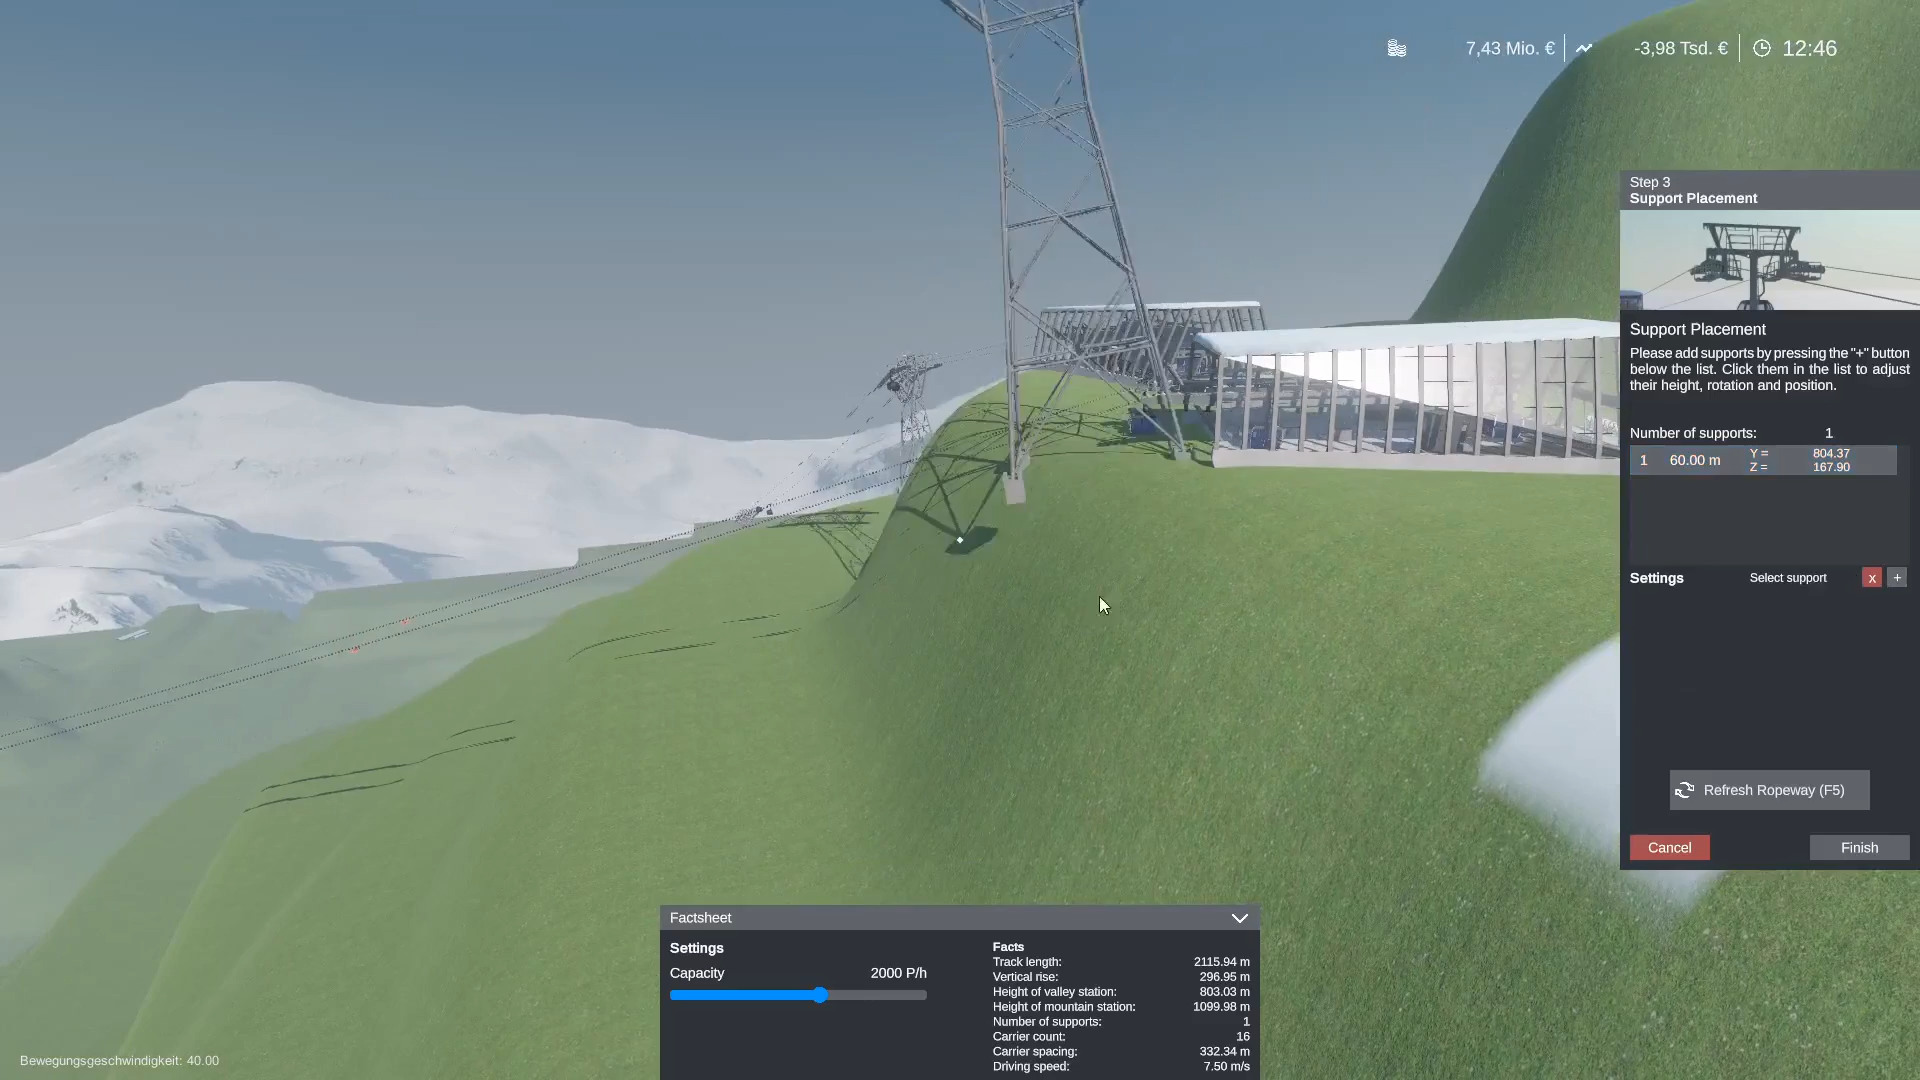 7,43 Mio. €
-3,98 Tsd. €
12:46
Step 3
Support Placement
Support Placement
Please add supports by pressing the "+" button
below the list. Click them in the list to adjust
their height, rotation and position.
Number of supports: 1
1 60.00 m Y = 804.37
Z = 167.90
Settings Select support x +
Refresh Ropeway (F5)
Cancel Finish
Factsheet
Settings
Capacity 2000 P/h
Facts
Track length: 2115.94 m
Vertical rise: 296.95 m
Height of valley station: 803.03 m
Height of mountain station: 1099.98 m
Number of supports: 1
Carrier count: 16
Carrier spacing: 332.34 m
Driving speed: 7.50 m/s
Bewegungsgeschwindigkeit: 40.00